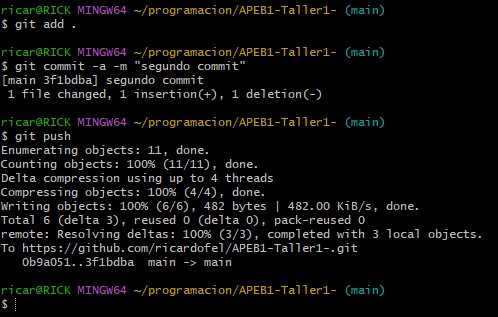 ricar@RICK MINGW64 ~/programacion/APEB1-Taller1- (main)
$ git add .
ricar@RICK MINGW64 ~/programacion/APEB1-Taller1- (main)
$ git commit -a -m "segundo commit"
[main 3f1bdba] segundo commit
 1 file changed, 1 insertion(+), 1 deletion(-)
ricar@RICK MINGW64 ~/programacion/APEB1-Taller1- (main)
$ git push
Enumerating objects: 11, done.
Counting objects: 100% (11/11), done.
Delta compression using up to 4 threads
Compressing objects: 100% (4/4), done.
Writing objects: 100% (6/6), 482 bytes | 482.00 KiB/s, done.
Total 6 (delta 3), reused 0 (delta 0), pack-reused 0
remote: Resolving deltas: 100% (3/3), completed with 3 local objects.
To https://github.com/ricardofel/APEB1-Taller1-.git
   0b9a051..3f1bdba  main -> main
ricar@RICK MINGW64 ~/programacion/APEB1-Taller1- (main)
$